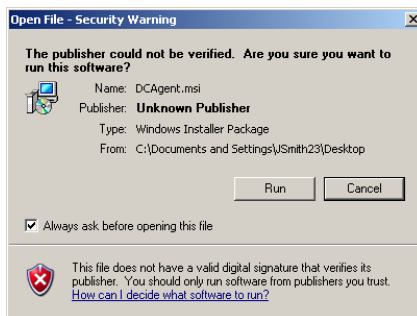 Open File - Security Warning
The publisher could not be verified. Are you sure you want to
run this software?
Name: DCAgent.msi
Publisher: Unknown Publisher
Type: Windows Installer Package
From: C:\Documents and Settings\JSmith23\Desktop
Run Cancel
Always ask before opening this file
This file does not have a valid digital signature that verifies its
publisher. You should only run software from publishers you trust.
How can I decide what software to run?